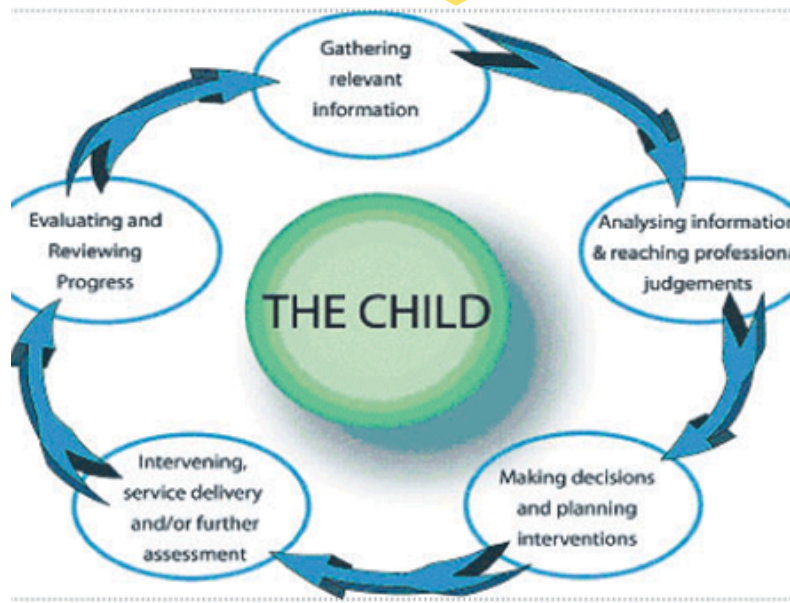 Gathering
relevant
information
Analysing information
& reaching professiona
judgements
Making decisions
and planning
interventions
Intervening,
service delivery
and/or further
assessment
Evaluating and
Reviewing
Progress
THE CHILD